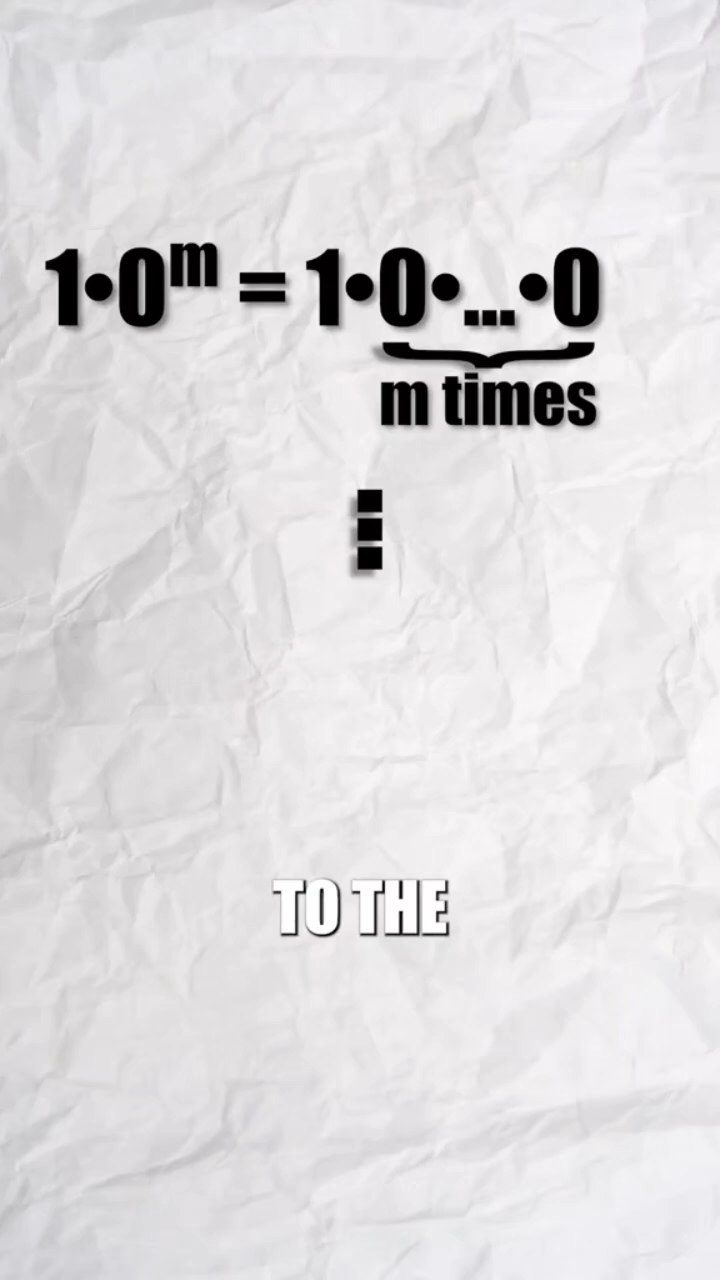 1•0ᵐ = 1•0•...•0
m times
⋮
TO THE